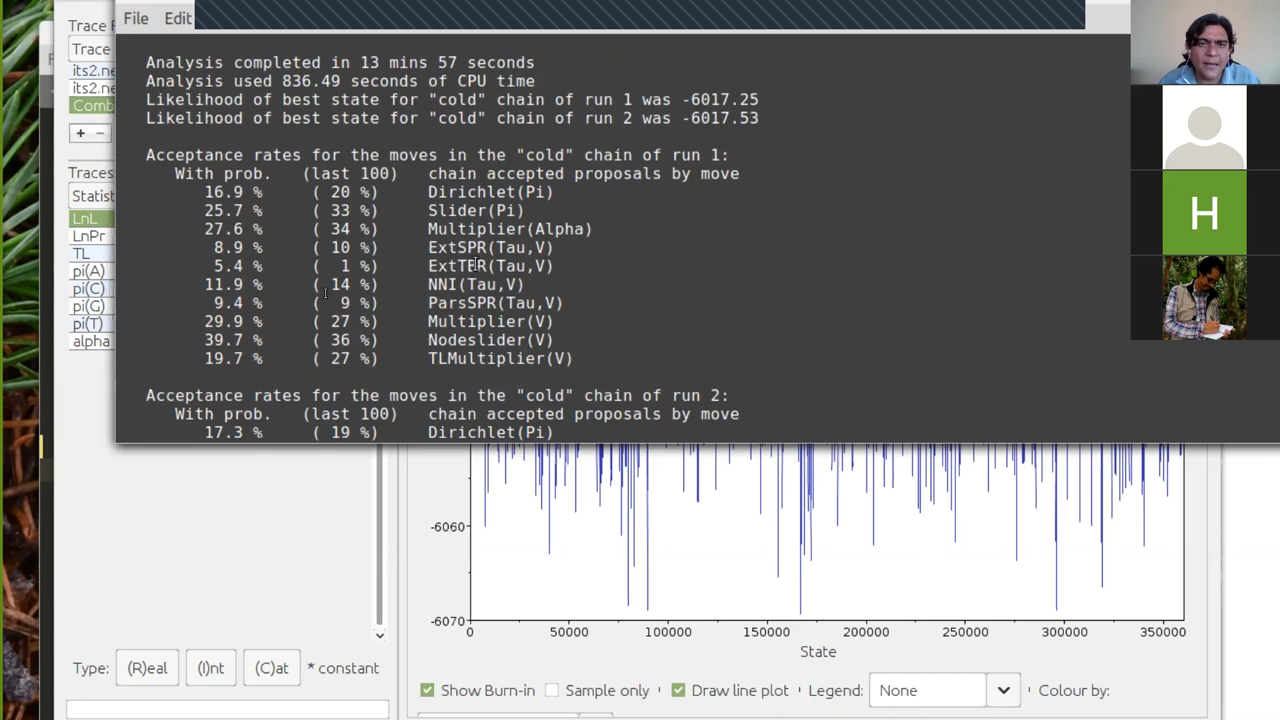 File Edit
Trace
Trace
its2.ne
its2.ne
Comb
+ −
Traces
Statist
LnL
LnPr
TL
pi(A)
pi(C)
pi(G)
pi(T)
alpha
Analysis completed in 13 mins 57 seconds
Analysis used 836.49 seconds of CPU time
Likelihood of best state for "cold" chain of run 1 was -6017.25
Likelihood of best state for "cold" chain of run 2 was -6017.53
Acceptance rates for the moves in the "cold" chain of run 1:
With prob. (last 100) chain accepted proposals by move
16.9 % ( 20 %) Dirichlet(Pi)
25.7 % ( 33 %) Slider(Pi)
27.6 % ( 34 %) Multiplier(Alpha)
8.9 % ( 10 %) ExtSPR(Tau,V)
5.4 % ( 1 %) ExtTBR(Tau,V)
11.9 % ( 14 %) NNI(Tau,V)
9.4 % ( 9 %) ParsSPR(Tau,V)
29.9 % ( 27 %) Multiplier(V)
39.7 % ( 36 %) Nodeslider(V)
19.7 % ( 27 %) TLMultiplier(V)
Acceptance rates for the moves in the "cold" chain of run 2:
With prob. (last 100) chain accepted proposals by move
17.3 % ( 19 %) Dirichlet(Pi)
H
-6060
-6070
0 50000 100000 150000 200000 250000 300000 350000
State
Type: (R)eal (I)nt (C)at * constant
Show Burn-in Sample only Draw line plot Legend: None Colour by: